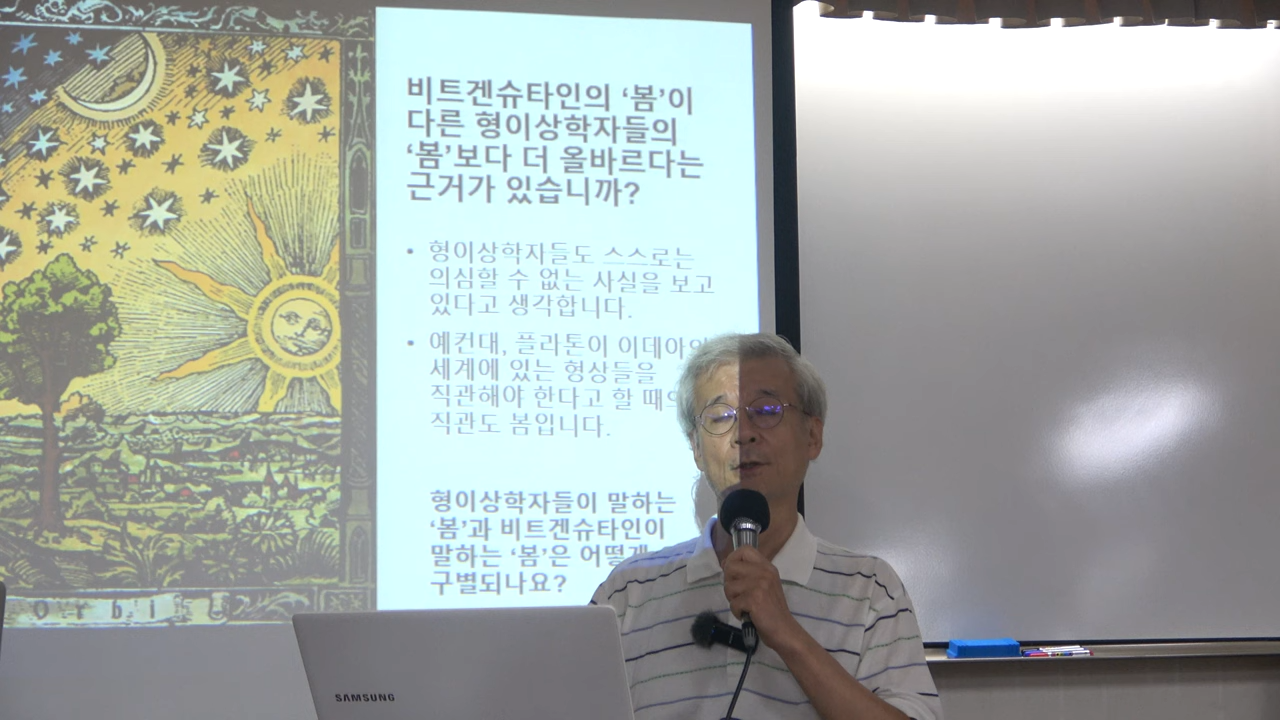 비트겐슈타인의 ‘봄’이
다른 형이상학자들의
‘봄’보다 더 올바르다는
근거가 있습니까?
• 형이상학자들도 스스로는
의심할 수 없는 사실을 보고
있다고 생각합니다.
• 예컨대, 플라톤이 이데아의
세계에 있는 형상들을
직관해야 한다고 할 때의
직관도 봄입니다.
형이상학자들이 말하는
‘봄’과 비트겐슈타인이
말하는 ‘봄’은 어떻게
구별되나요?
orbi
SAMSUNG